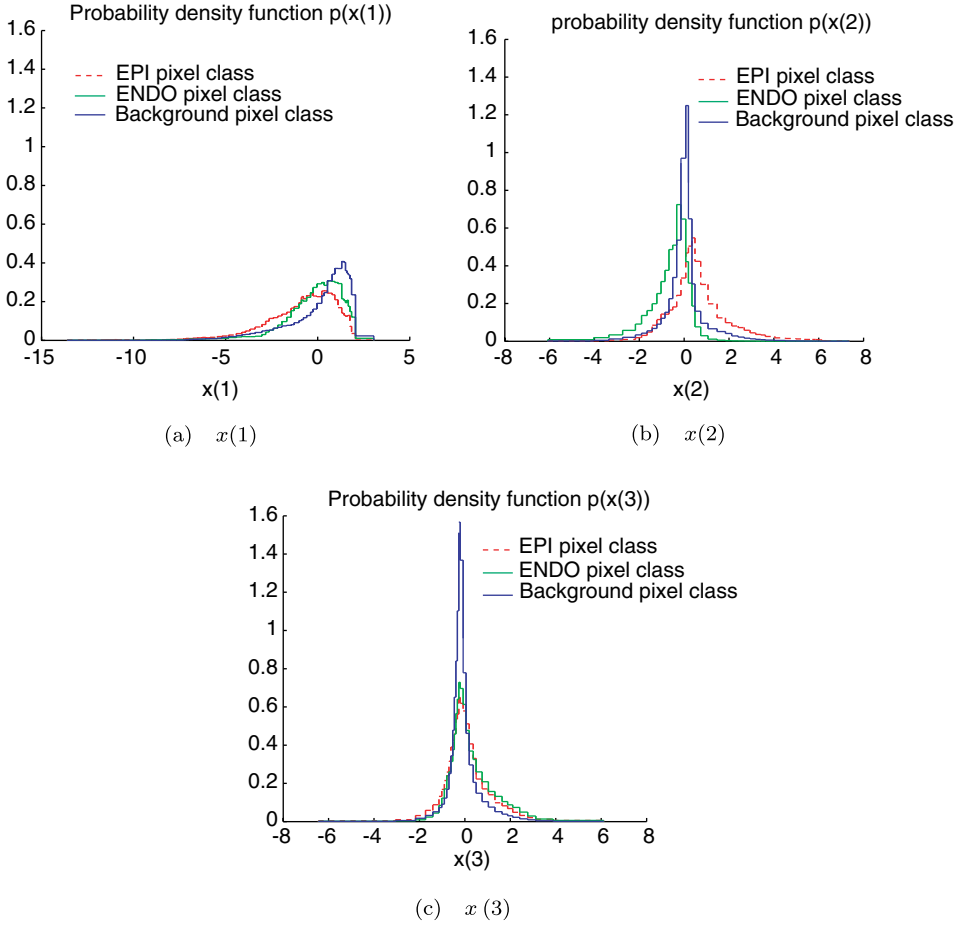 Probability density function p(x(1))
1.6
1.4
1.2
1
0.8
0.6
0.4
0.2
0
-15
-10
-5
0
5
EPI pixel class
ENDO pixel class
Background pixel class
x(1)
(a) x(1)
probability density function p(x(2))
1.6
1.4
1.2
1
0.8
0.6
0.4
0.2
0
-8
-6
-4
-2
0
2
4
6
8
EPI pixel class
ENDO pixel class
Background pixel class
x(2)
(b) x(2)
Probability density function p(x(3))
1.6
1.4
1.2
1
0.8
0.6
0.4
0.2
0
-8
-6
-4
-2
0
2
4
6
8
EPI pixel class
ENDO pixel class
Background pixel class
x(3)
(c) x (3)